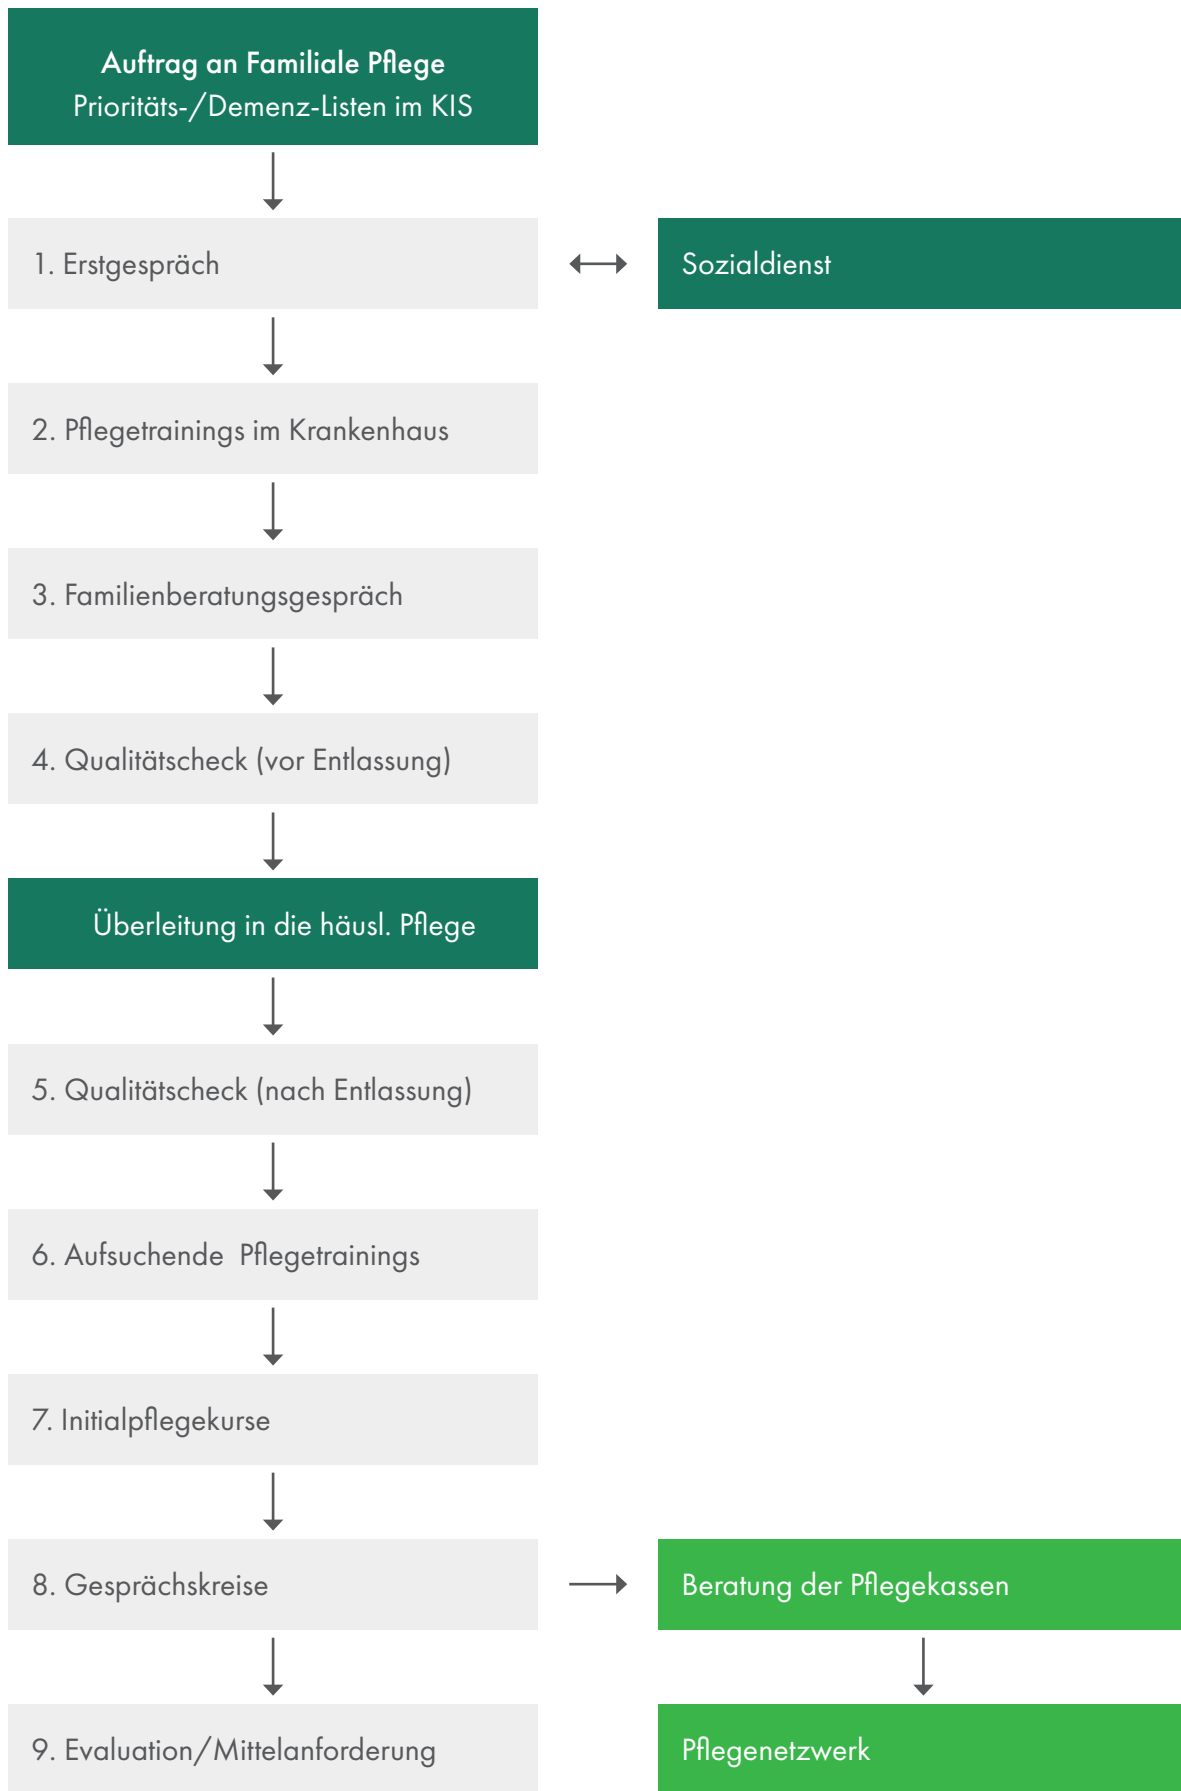 Auftrag an Familiale Pflege
Prioritäts-/Demenz-Listen im KIS
1. Erstgespräch
Sozialdienst
2. Pflegetrainings im Krankenhaus
3. Familienberatungsgespräch
4. Qualitätscheck (vor Entlassung)
Überleitung in die häusl. Pflege
5. Qualitätscheck (nach Entlassung)
6. Aufsuchende  Pflegetrainings
7. Initialpflegekurse
8. Gesprächskreise
Beratung der Pflegekassen
9. Evaluation/Mittelanforderung
Pflegenetzwerk